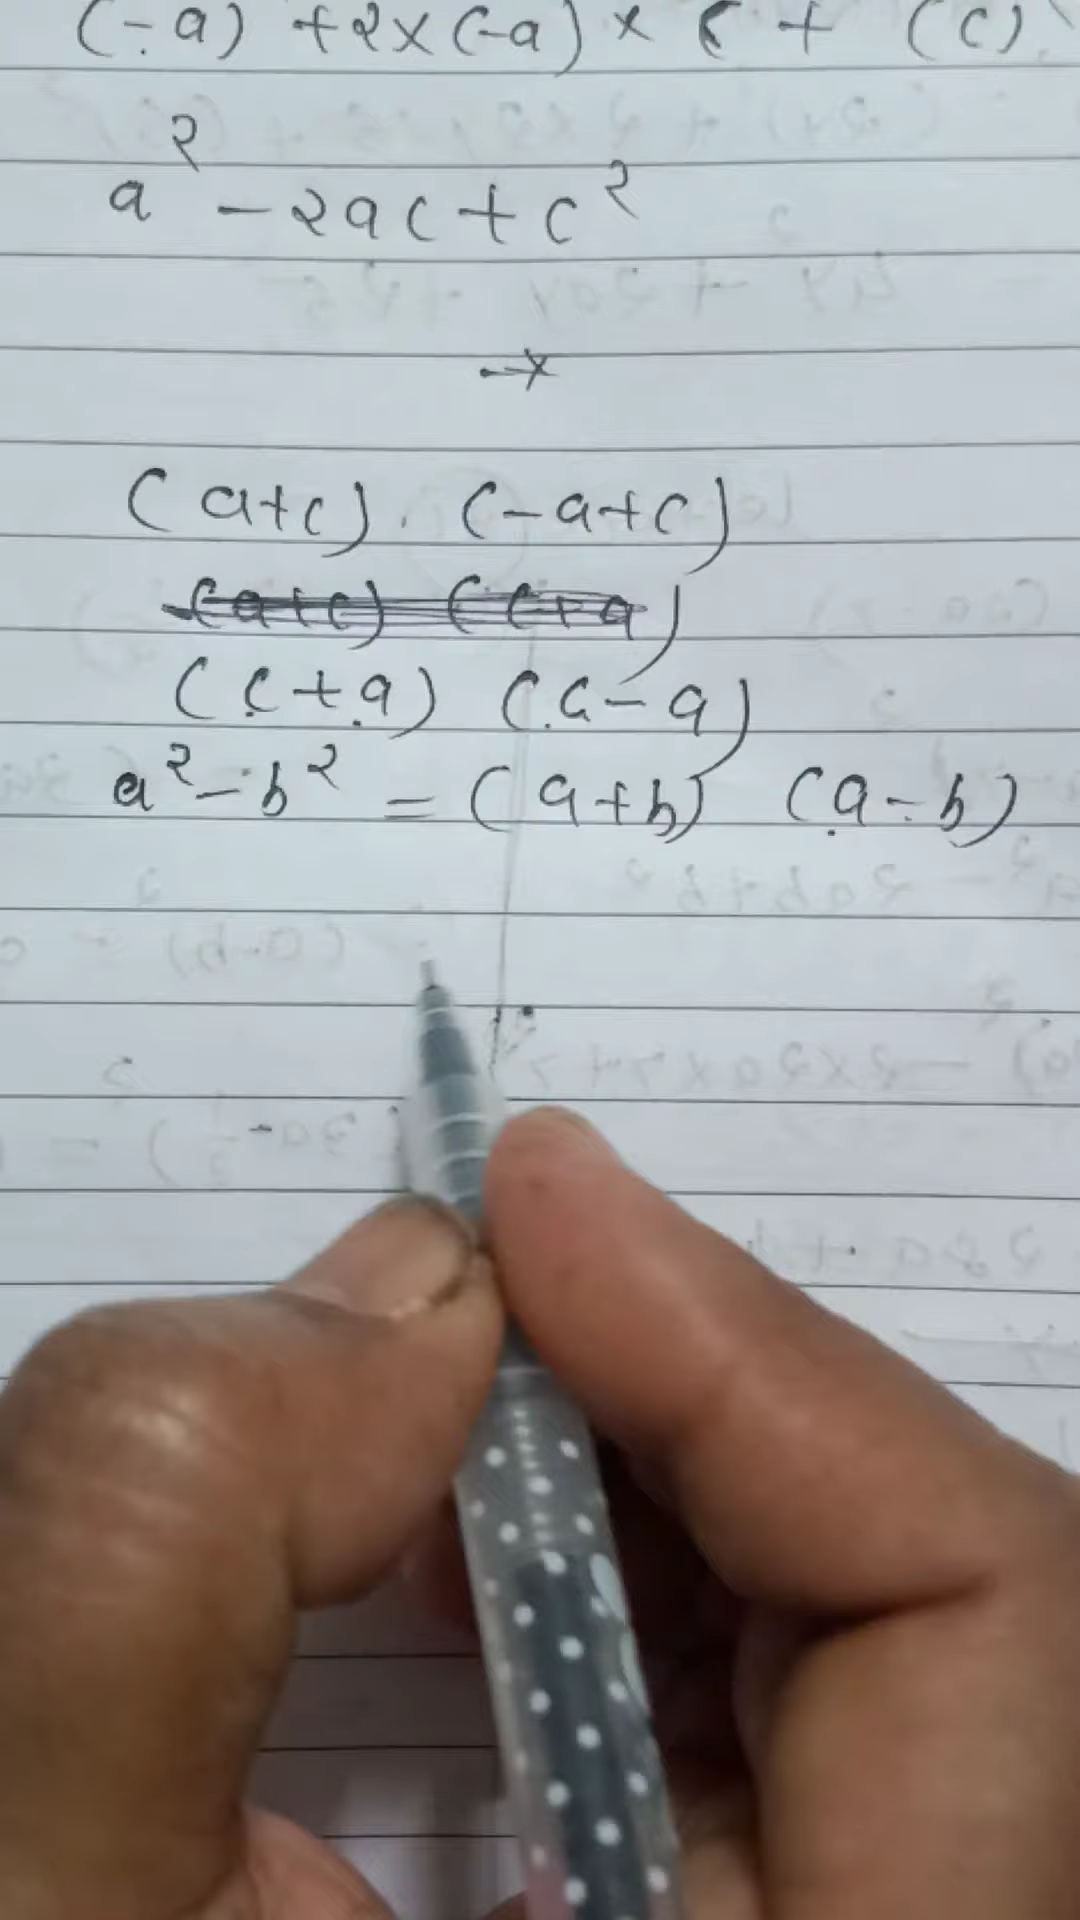 (-a) +2×(-a) × c + (c)
a² - 2ac + c²
(a+c) . (-a+c)
(a+c) (c+a)
(c+a) (c-a)
a² - b² = (a+b) (a-b)